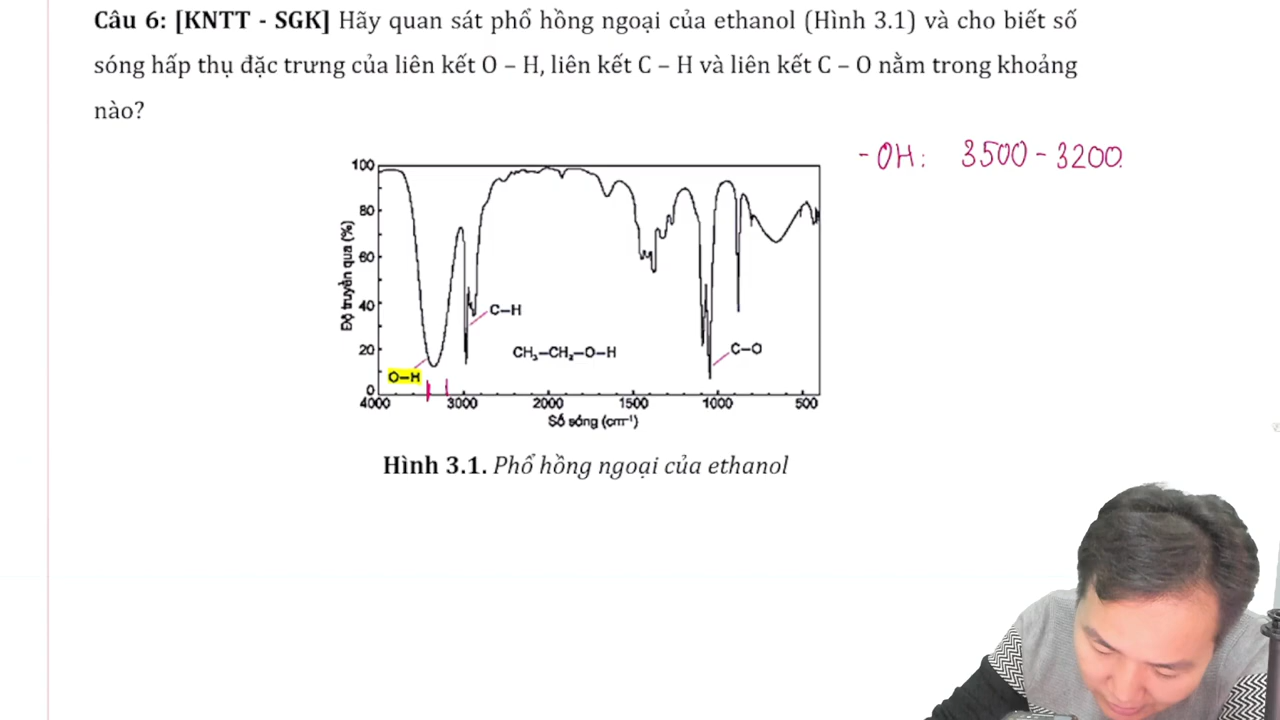 Câu 6: [KNTT - SGK] Hãy quan sát phổ hồng ngoại của ethanol (Hình 3.1) và cho biết số
sóng hấp thụ đặc trưng của liên kết O – H, liên kết C – H và liên kết C – O nằm trong khoảng
nào?
- OH: 3500 - 3200.
100
80
60
40
20
0
Độ truyền qua (%)
C–H
CH₃–CH₂–O–H
C–O
O–H
4000 3000 2000 1500 1000 500
Số sóng (cm⁻¹)
Hình 3.1. Phổ hồng ngoại của ethanol